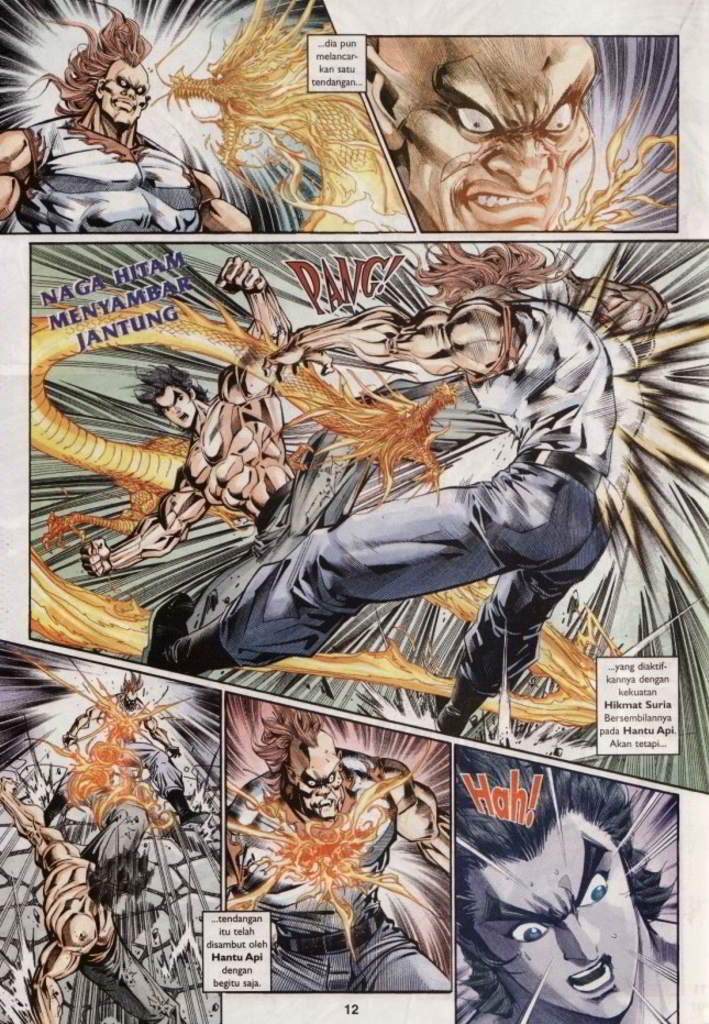 ...dia pun
melancar-
kan satu
tendangan...
NAGA HITAM
MENYAMBAR
JANTUNG
PANG!
...yang diaktif-
kannya dengan
kekuatan
Hikmat Suria
Bersembilannya
pada Hantu Api.
Akan tetapi...
...tendangan
itu telah
disambut oleh
Hantu Api
dengan
begitu saja.
Hah!
12